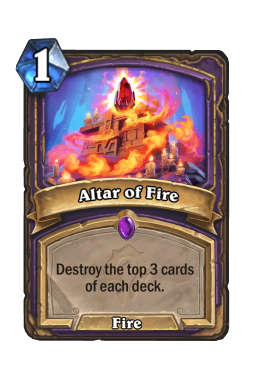 1
Altar of Fire
Destroy the top 3 cards
of each deck.
Fire